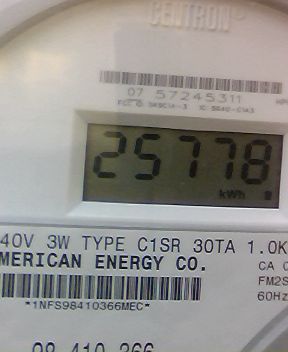 CENTRON®
07 57245311
25778
kWh
40V 3W TYPE C1SR 30TA 1.0K
MERICAN ENERGY CO.
CA 0
FM2S
60Hz
*1NFS98410366MEC*
98 410 366